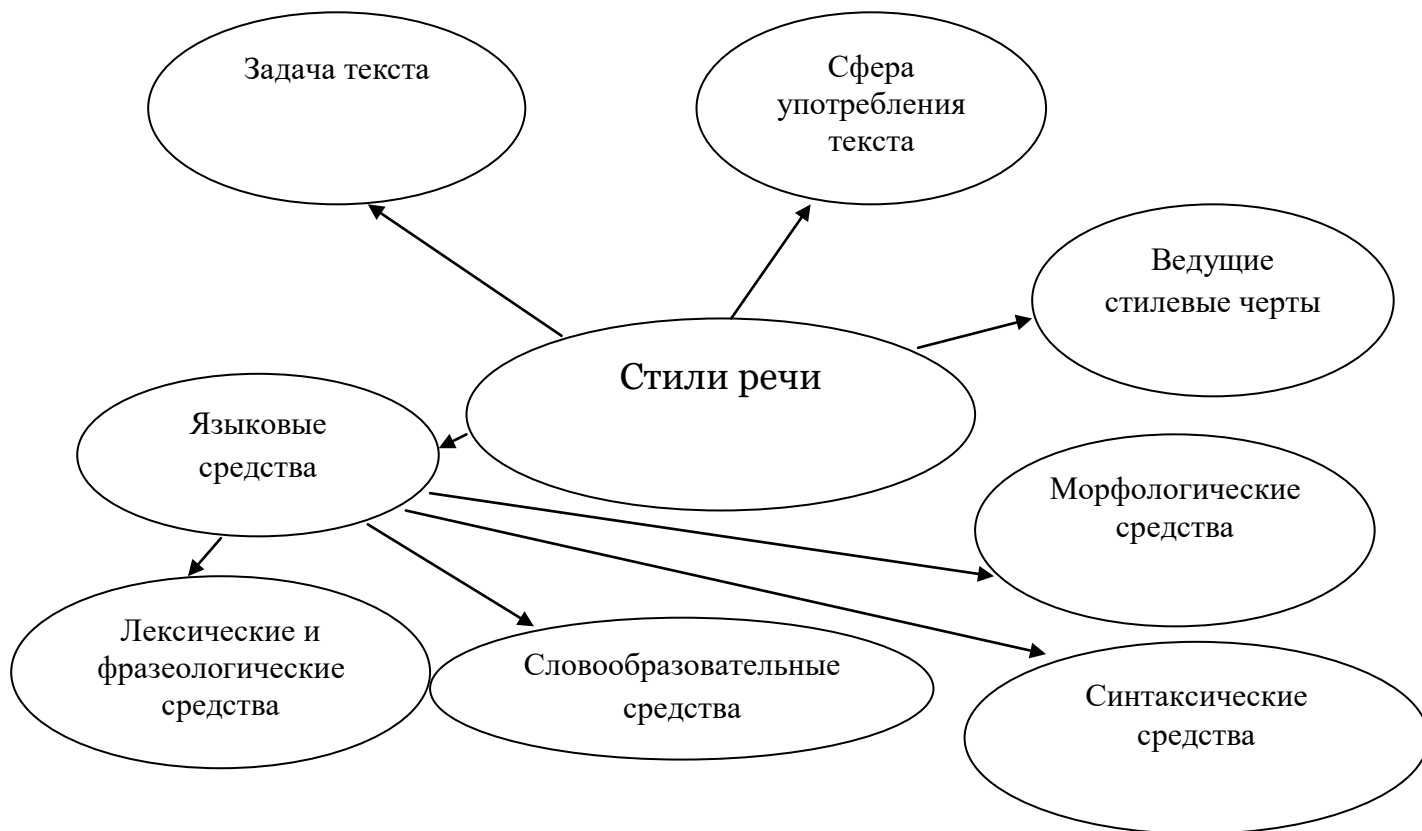 Задача текста
Сфера
употребления
текста
Ведущие
стилевые черты
Стили речи
Языковые
средства
Морфологические
средства
Лексические и
фразеологические
средства
Словообразовательные
средства
Синтаксические
средства